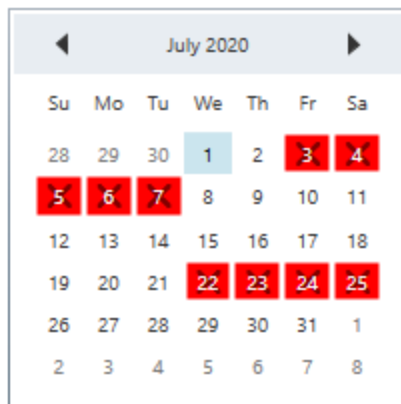 July 2020
Su Mo Tu We Th Fr Sa
28 29 30 1 2 3 4
5 6 7 8 9 10 11
12 13 14 15 16 17 18
19 20 21 22 23 24 25
26 27 28 29 30 31 1
2 3 4 5 6 7 8